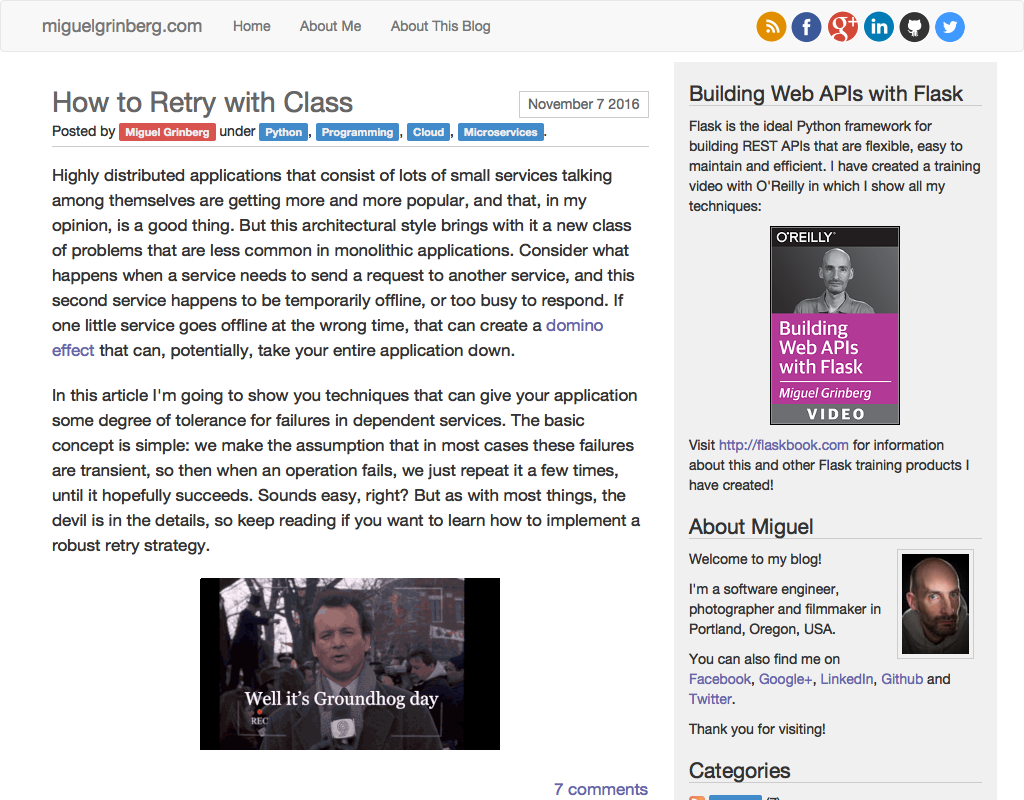 miguelgrinberg.com Home About Me About This Blog
How to Retry with Class
November 7 2016
Posted by Miguel Grinberg under Python, Programming, Cloud, Microservices.
Highly distributed applications that consist of lots of small services talking
among themselves are getting more and more popular, and that, in my
opinion, is a good thing. But this architectural style brings with it a new class
of problems that are less common in monolithic applications. Consider what
happens when a service needs to send a request to another service, and this
second service happens to be temporarily offline, or too busy to respond. If
one little service goes offline at the wrong time, that can create a domino
effect that can, potentially, take your entire application down.
In this article I'm going to show you techniques that can give your application
some degree of tolerance for failures in dependent services. The basic
concept is simple: we make the assumption that in most cases these failures
are transient, so then when an operation fails, we just repeat it a few times,
until it hopefully succeeds. Sounds easy, right? But as with most things, the
devil is in the details, so keep reading if you want to learn how to implement a
robust retry strategy.
Well it's Groundhog day
REC
7 comments
Building Web APIs with Flask
Flask is the ideal Python framework for
building REST APIs that are flexible, easy to
maintain and efficient. I have created a training
video with O'Reilly in which I show all my
techniques:
O'REILLY
Building
Web APIs
with Flask
Miguel Grinberg
VIDEO
Visit http://flaskbook.com for information
about this and other Flask training products I
have created!
About Miguel
Welcome to my blog!
I'm a software engineer,
photographer and filmmaker in
Portland, Oregon, USA.
You can also find me on
Facebook, Google+, LinkedIn, Github and
Twitter.
Thank you for visiting!
Categories